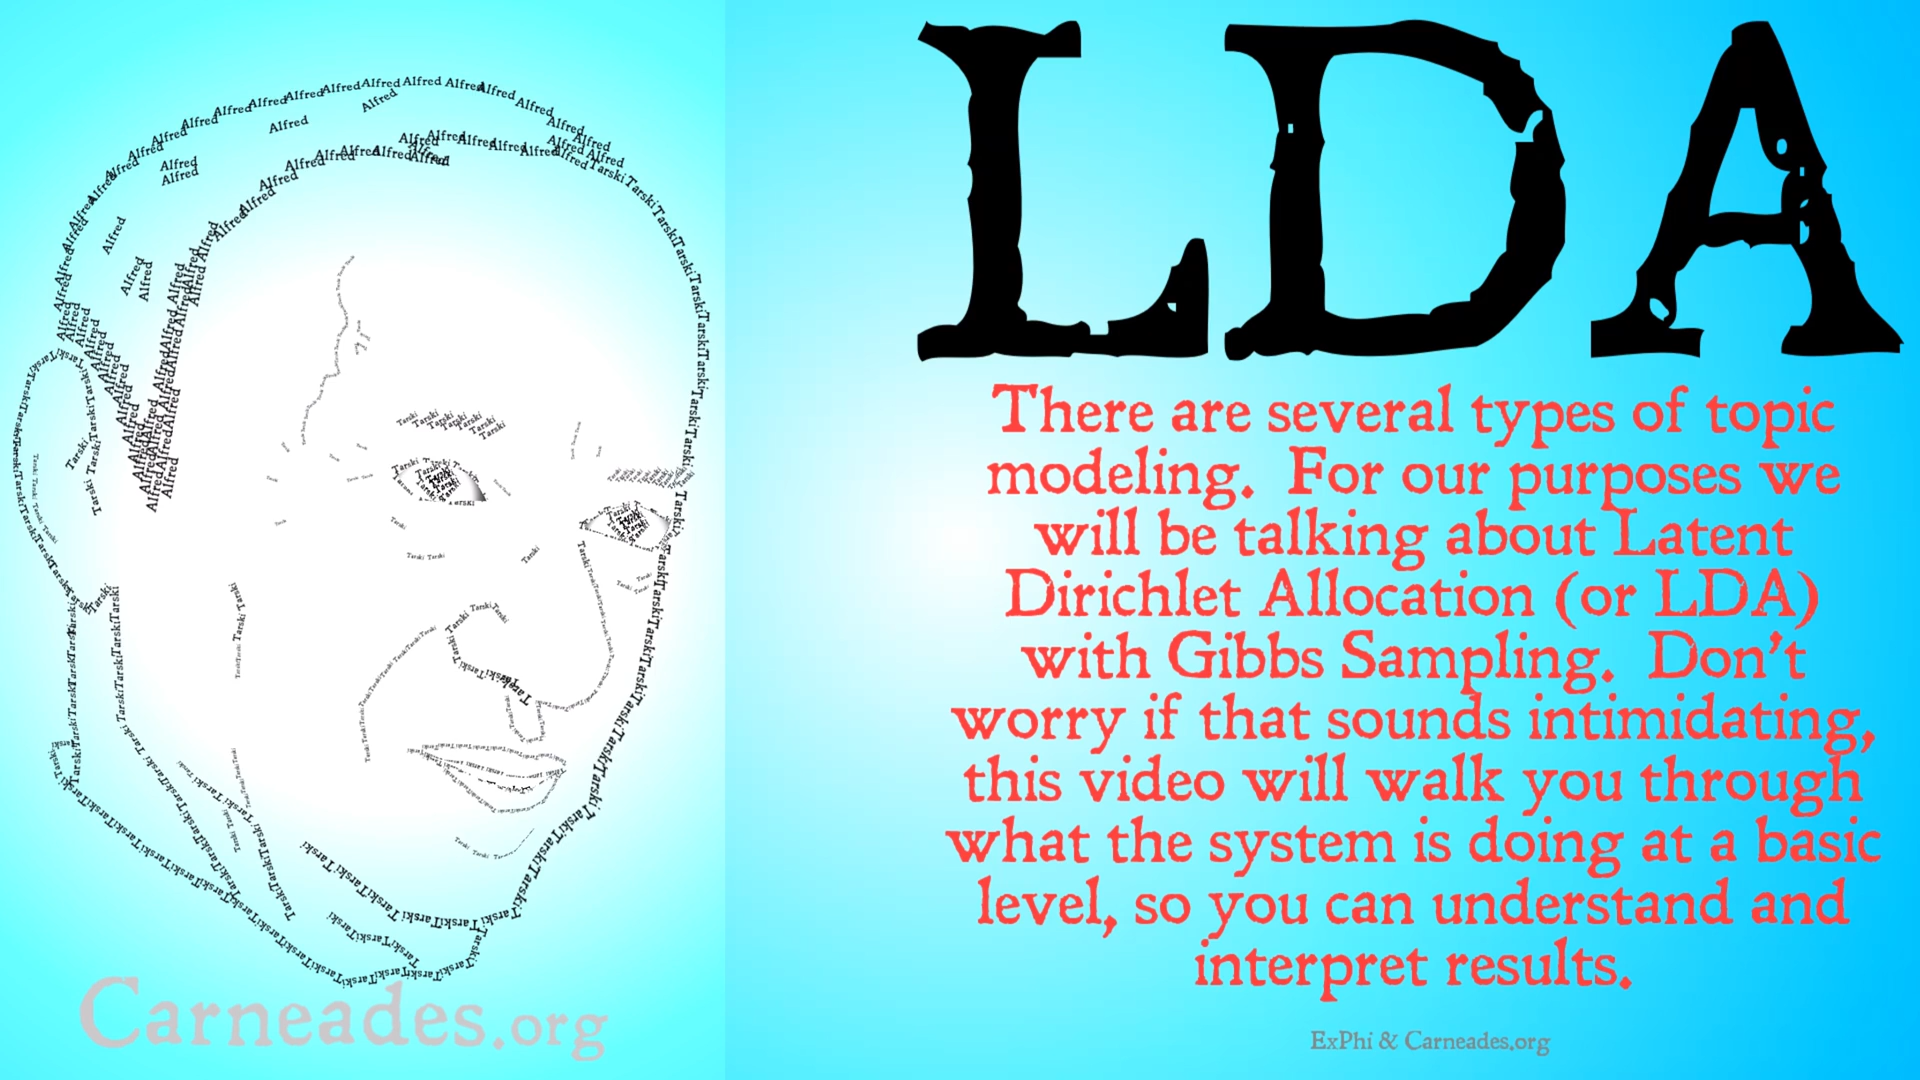 LDA
There are several types of topic
modeling. For our purposes we
will be talking about Latent
Dirichlet Allocation (or LDA)
with Gibbs Sampling. Don't
worry if that sounds intimidating,
this video will walk you through
what the system is doing at a basic
level, so you can understand and
interpret results.
ExPhi & Carneades.org
Carneades.org
Alfred
Tarski